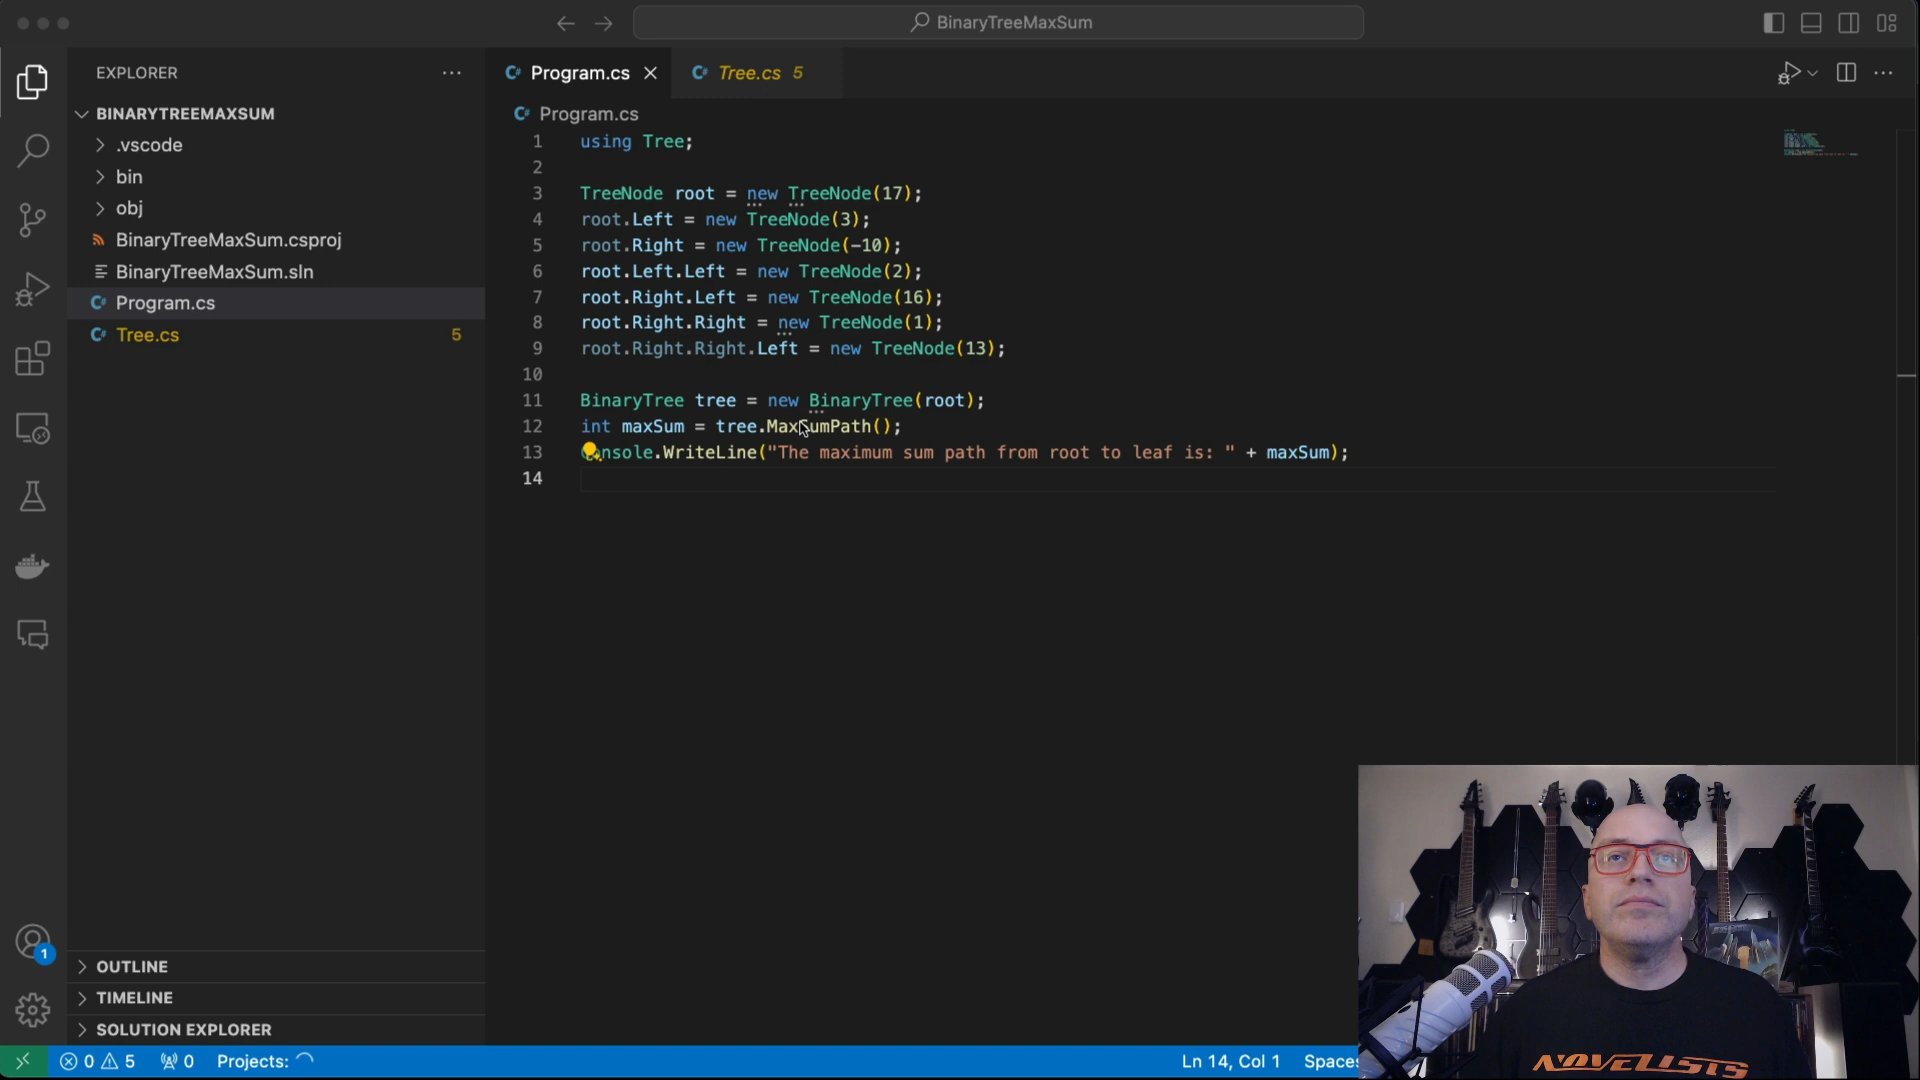 BinaryTreeMaxSum
EXPLORER
Program.cs
Tree.cs 5
BINARYTREEMAXSUM
Program.cs
.vscode
bin
obj
BinaryTreeMaxSum.csproj
BinaryTreeMaxSum.sln
Program.cs
Tree.cs 5
1 using Tree;
2
3 TreeNode root = new TreeNode(17);
4 root.Left = new TreeNode(3);
5 root.Right = new TreeNode(-10);
6 root.Left.Left = new TreeNode(2);
7 root.Right.Left = new TreeNode(16);
8 root.Right.Right = new TreeNode(1);
9 root.Right.Right.Left = new TreeNode(13);
10
11 BinaryTree tree = new BinaryTree(root);
12 int maxSum = tree.MaxSumPath();
13 Console.WriteLine("The maximum sum path from root to leaf is: " + maxSum);
14
1
OUTLINE
TIMELINE
SOLUTION EXPLORER
0 5 0 Projects: Ln 14, Col 1 Spaces
NOVELISTS